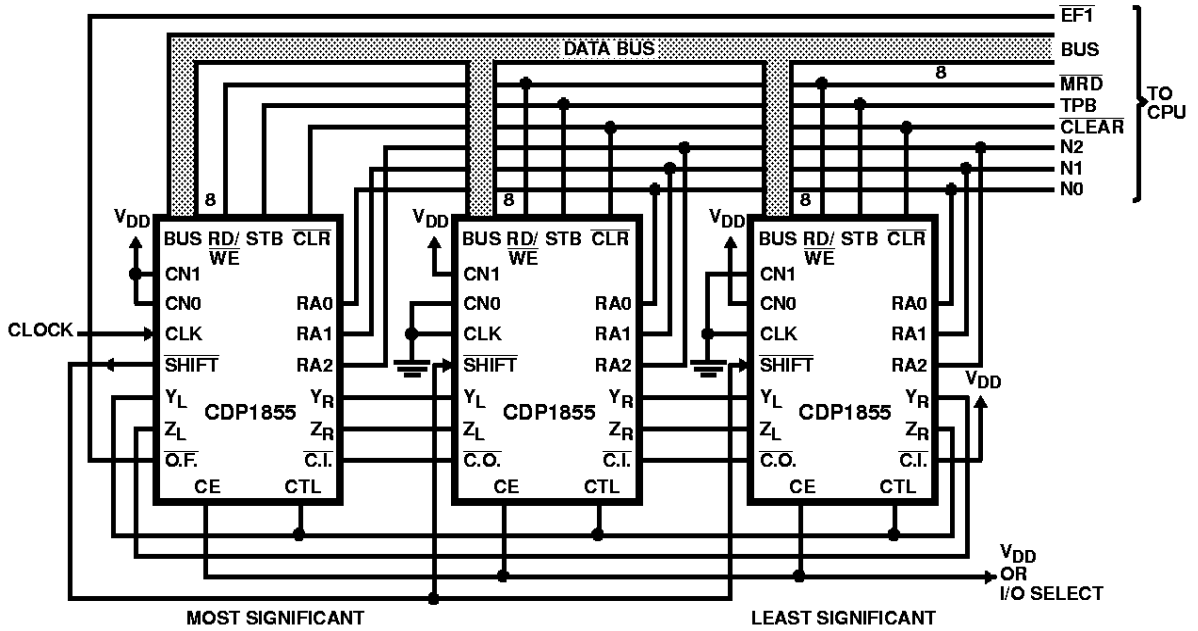 EF1
DATA BUS BUS
8 MRD
TPB
CLEAR
N2
N1
N0
TO
CPU
8 8 8
VDD VDD VDD
BUS RD/ STB CLR BUS RD/ STB CLR BUS RD/ STB CLR
WE WE WE
CN1 CN1 CN1
CN0 RA0 CN0 RA0 CN0 RA0
CLOCK CLK RA1 CLK RA1 CLK RA1
SHIFT RA2 SHIFT RA2 SHIFT RA2
VDD
YL YR YL YR YL YR
CDP1855 CDP1855 CDP1855
ZL ZR ZL ZR ZL ZR
O.F. C.I. C.O. C.I. C.O. C.I.
CE CTL CE CTL CE CTL
VDD
OR
I/O SELECT
MOST SIGNIFICANT LEAST SIGNIFICANT